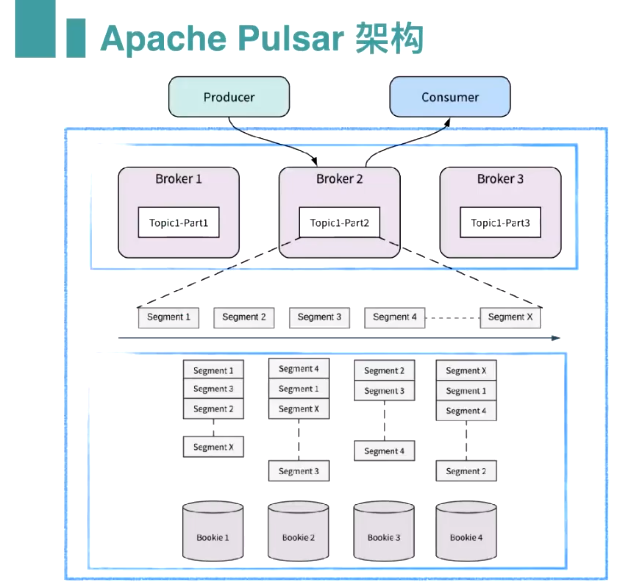 Apache Pulsar 架构
Producer
Consumer
Broker 1
Broker 2
Broker 3
Topic1-Part1
Topic1-Part2
Topic1-Part3
Segment 1
Segment 2
Segment 3
Segment 4
Segment X
Segment 1
Segment 3
Segment 2
Segment X
Segment 4
Segment 1
Segment X
Segment 3
Segment 2
Segment 3
Segment 4
Segment X
Segment 1
Segment 4
Segment 2
Bookie 1
Bookie 2
Bookie 3
Bookie 4